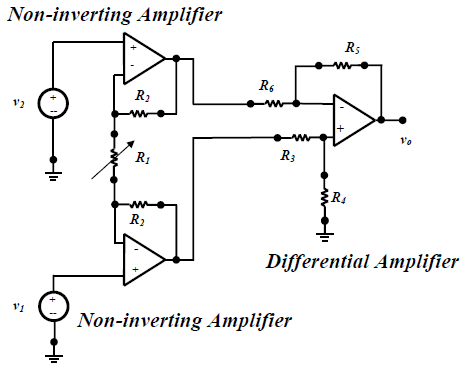 Non-inverting Amplifier
+
-
R2
v2
+
--
R1
R2
-
+
R5
R6
-
+
vo
R3
R4
Differential Amplifier
v1
+
--
Non-inverting Amplifier